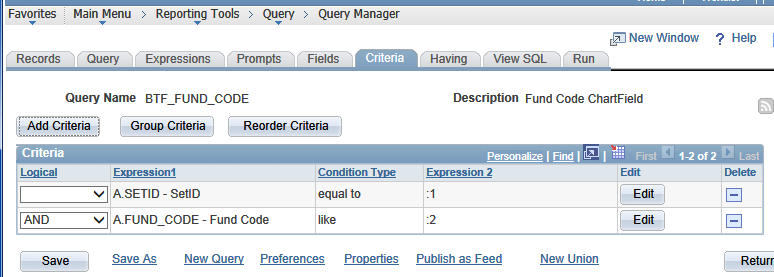 Favorites Main Menu > Reporting Tools > Query > Query Manager
New Window ? Help
Records Query Expressions Prompts Fields Criteria Having View SQL Run
Query Name BTF_FUND_CODE Description Fund Code ChartField
Add Criteria Group Criteria Reorder Criteria
Criteria Personalize | Find | | First 1-2 of 2 Last
Logical Expression1 Condition Type Expression 2 Edit Delete
A.SETID - SetID equal to :1 Edit
AND A.FUND_CODE - Fund Code like :2 Edit
Save Save As New Query Preferences Properties Publish as Feed New Union Return